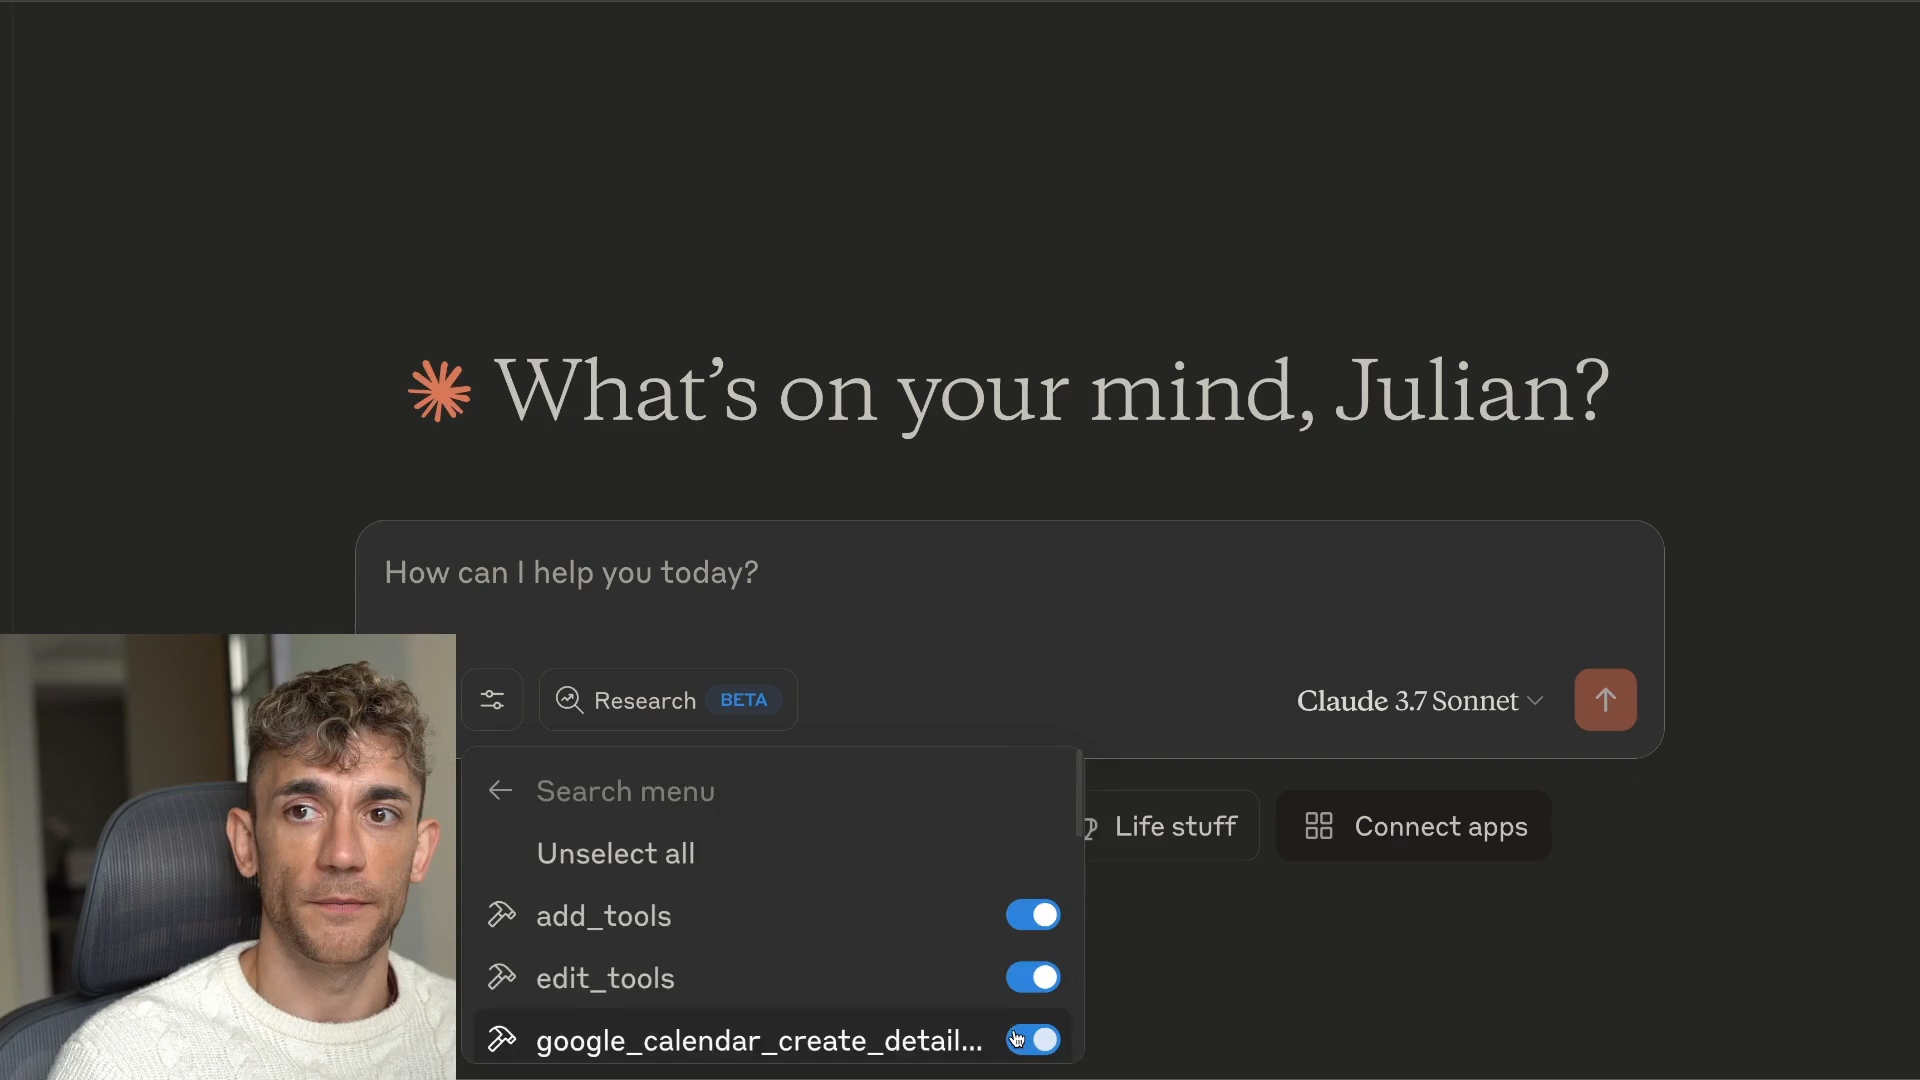 What's on your mind, Julian?
How can I help you today?
Research BETA
Claude 3.7 Sonnet
Search menu
Unselect all
Life stuff
Connect apps
add_tools
edit_tools
google_calendar_create_detail...